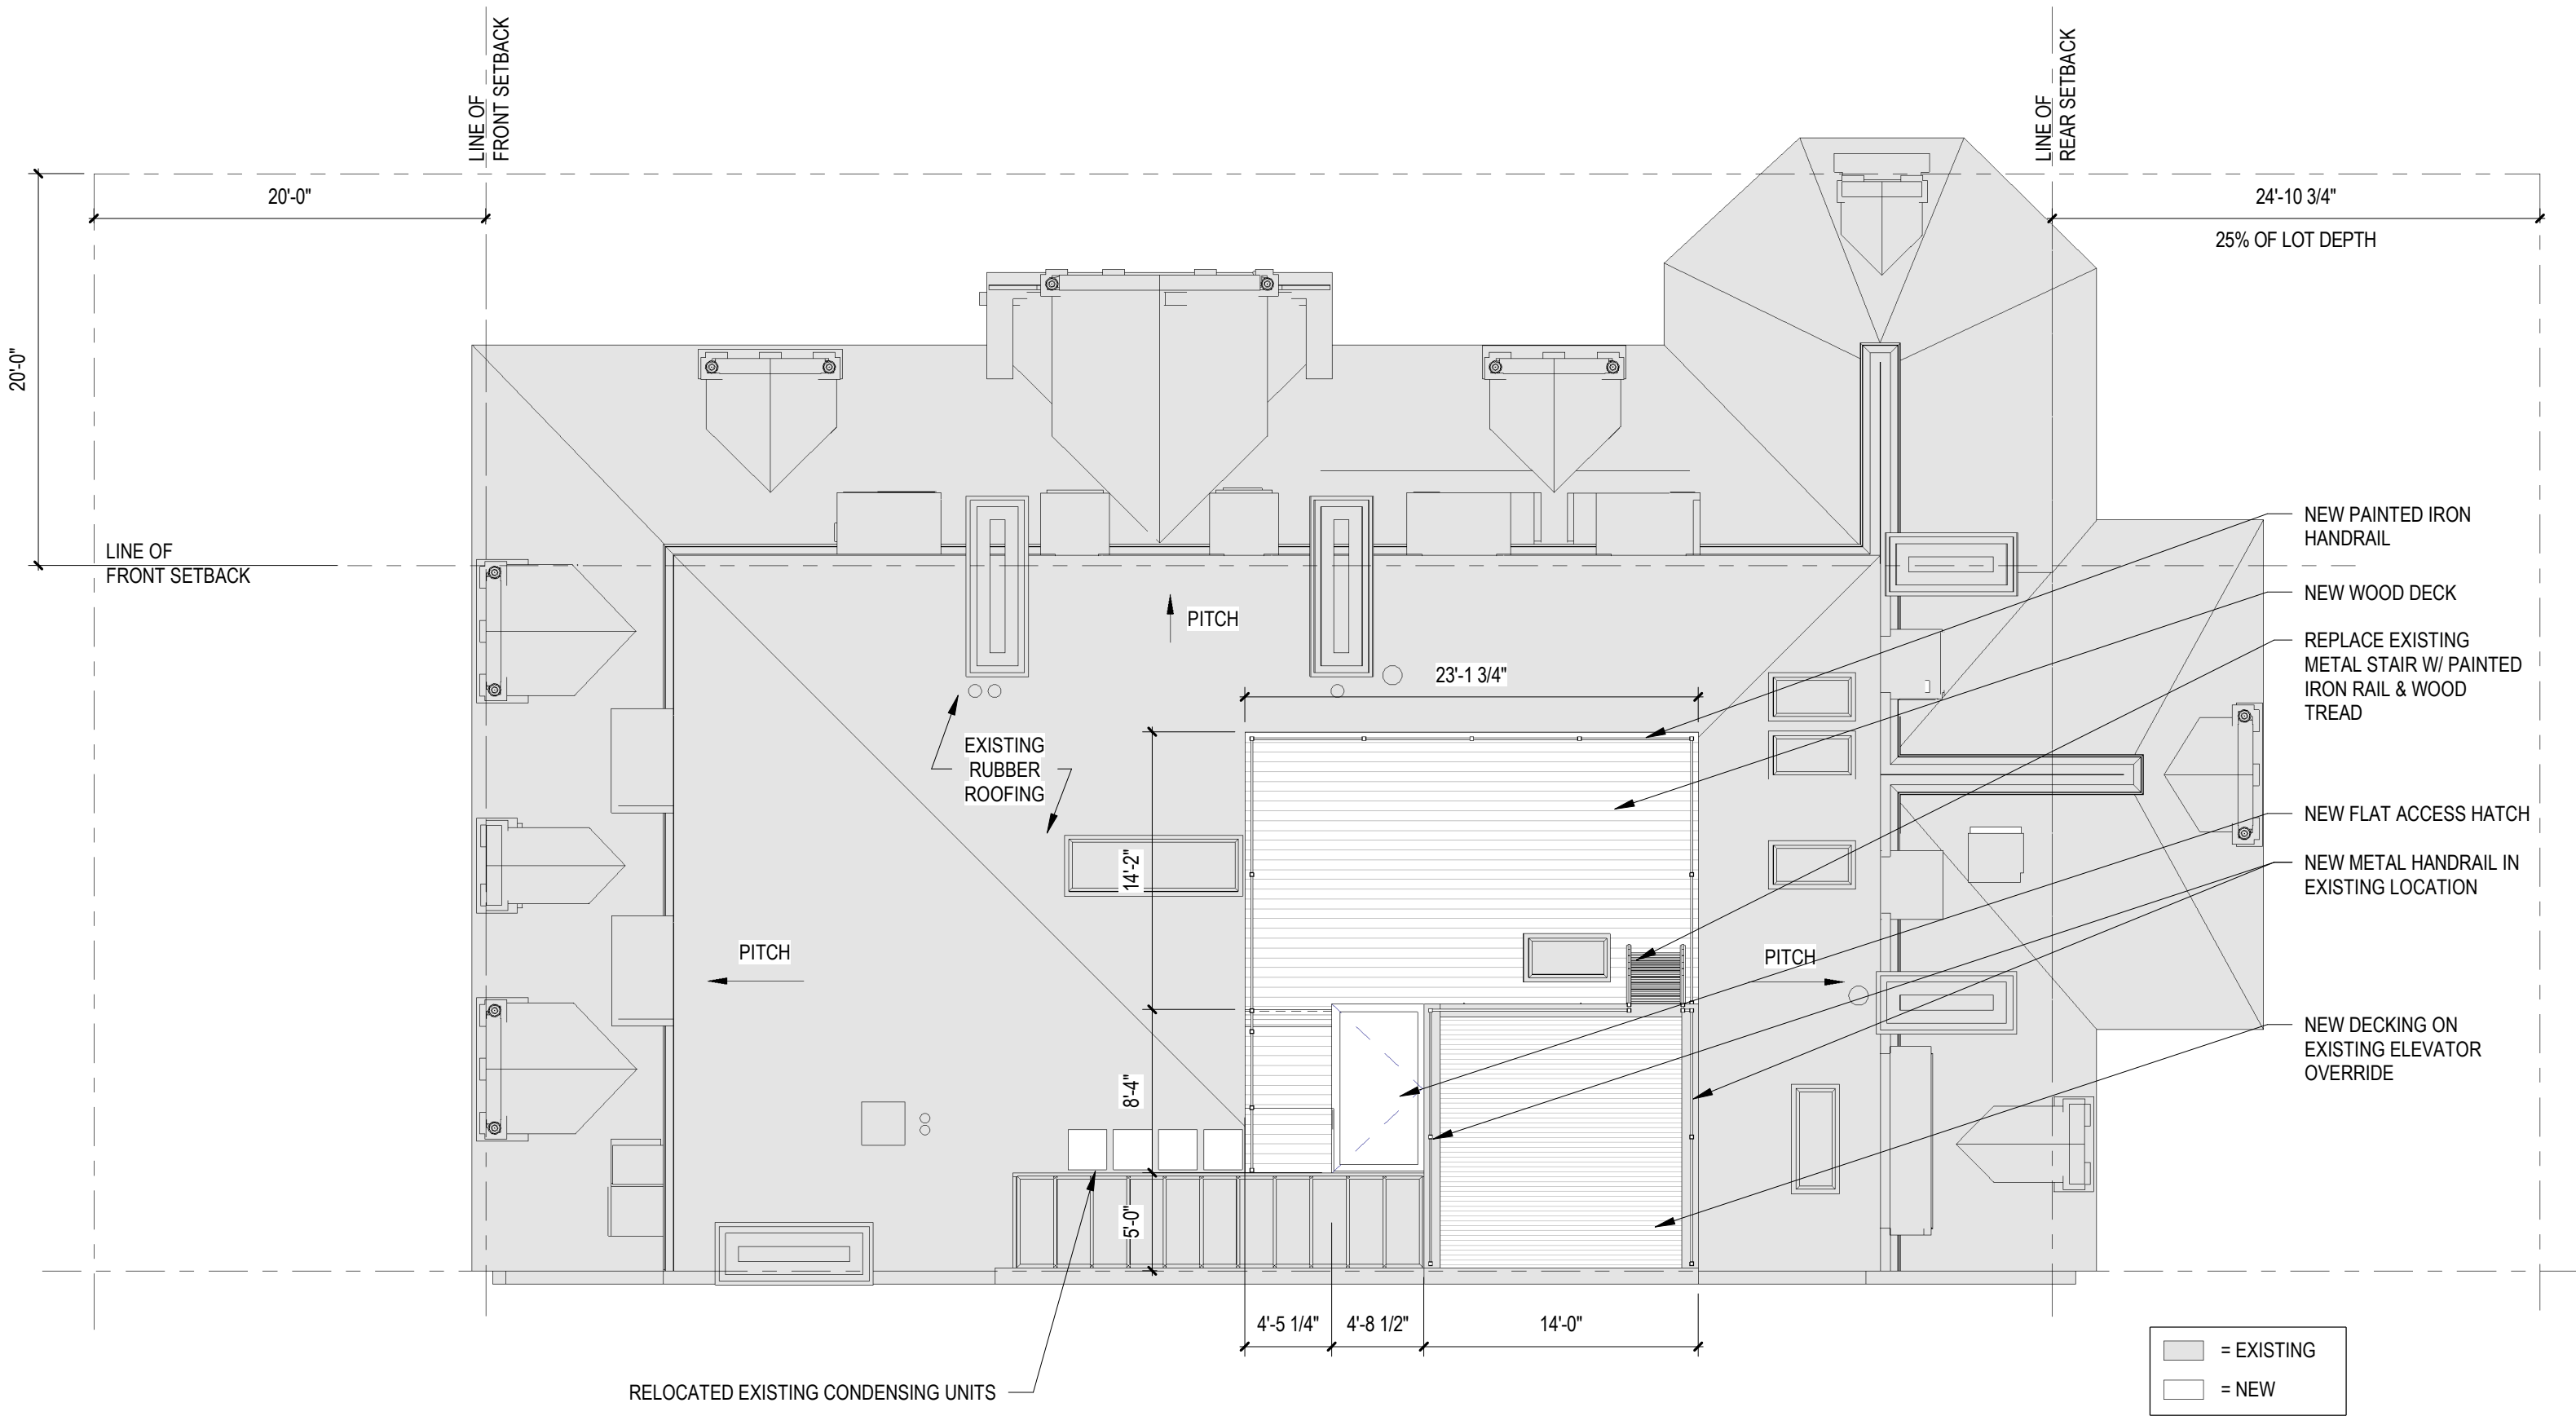 LINE OF
FRONT SETBACK
LINE OF
REAR SETBACK
20'-0"
24'-10 3/4"
25% OF LOT DEPTH
20'-0"
LINE OF
FRONT SETBACK
NEW PAINTED IRON
HANDRAIL
NEW WOOD DECK
REPLACE EXISTING
METAL STAIR W/ PAINTED
IRON RAIL & WOOD
TREAD
NEW FLAT ACCESS HATCH
NEW METAL HANDRAIL IN
EXISTING LOCATION
NEW DECKING ON
EXISTING ELEVATOR
OVERRIDE
PITCH
23'-1 3/4"
EXISTING
RUBBER
ROOFING
14'-2"
PITCH
PITCH
8'-4"
5'-0"
4'-5 1/4"
4'-8 1/2"
14'-0"
RELOCATED EXISTING CONDENSING UNITS
= EXISTING
= NEW